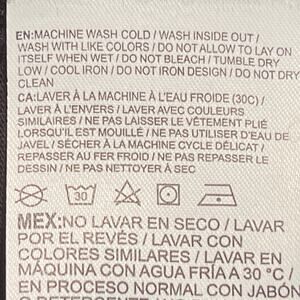 EN:MACHINE WASH COLD / WASH INSIDE OUT /
WASH WITH LIKE COLORS / DO NOT ALLOW TO LAY ON
ITSELF WHEN WET / DO NOT BLEACH / TUMBLE DRY
LOW / COOL IRON / DO NOT IRON DESIGN / DO NOT DRY
CLEAN
CA:LAVER À LA MACHINE À L'EAU FROIDE (30C) /
LAVER À L'ENVERS / LAVER AVEC COULEURS
SIMILAIRES / NE PAS LAISSER LE VÊTEMENT PLIÉ
LORSQU'IL EST MOUILLÉ / NE PAS UTILISER D'EAU DE
JAVEL / SÉCHER À LA MACHINE CYCLE DÉLICAT /
REPASSER AU FER FROID / NE PAS REPASSER LE
DESSIN / NE PAS NETTOYER À SEC
30
MEX:NO LAVAR EN SECO / LAVAR
POR EL REVÉS / LAVAR CON
COLORES SIMILARES / LAVAR EN
MÁQUINA CON AGUA FRÍA A 30 °C /
EN PROCESO NORMAL CON JABÓN
O DETERGENTE